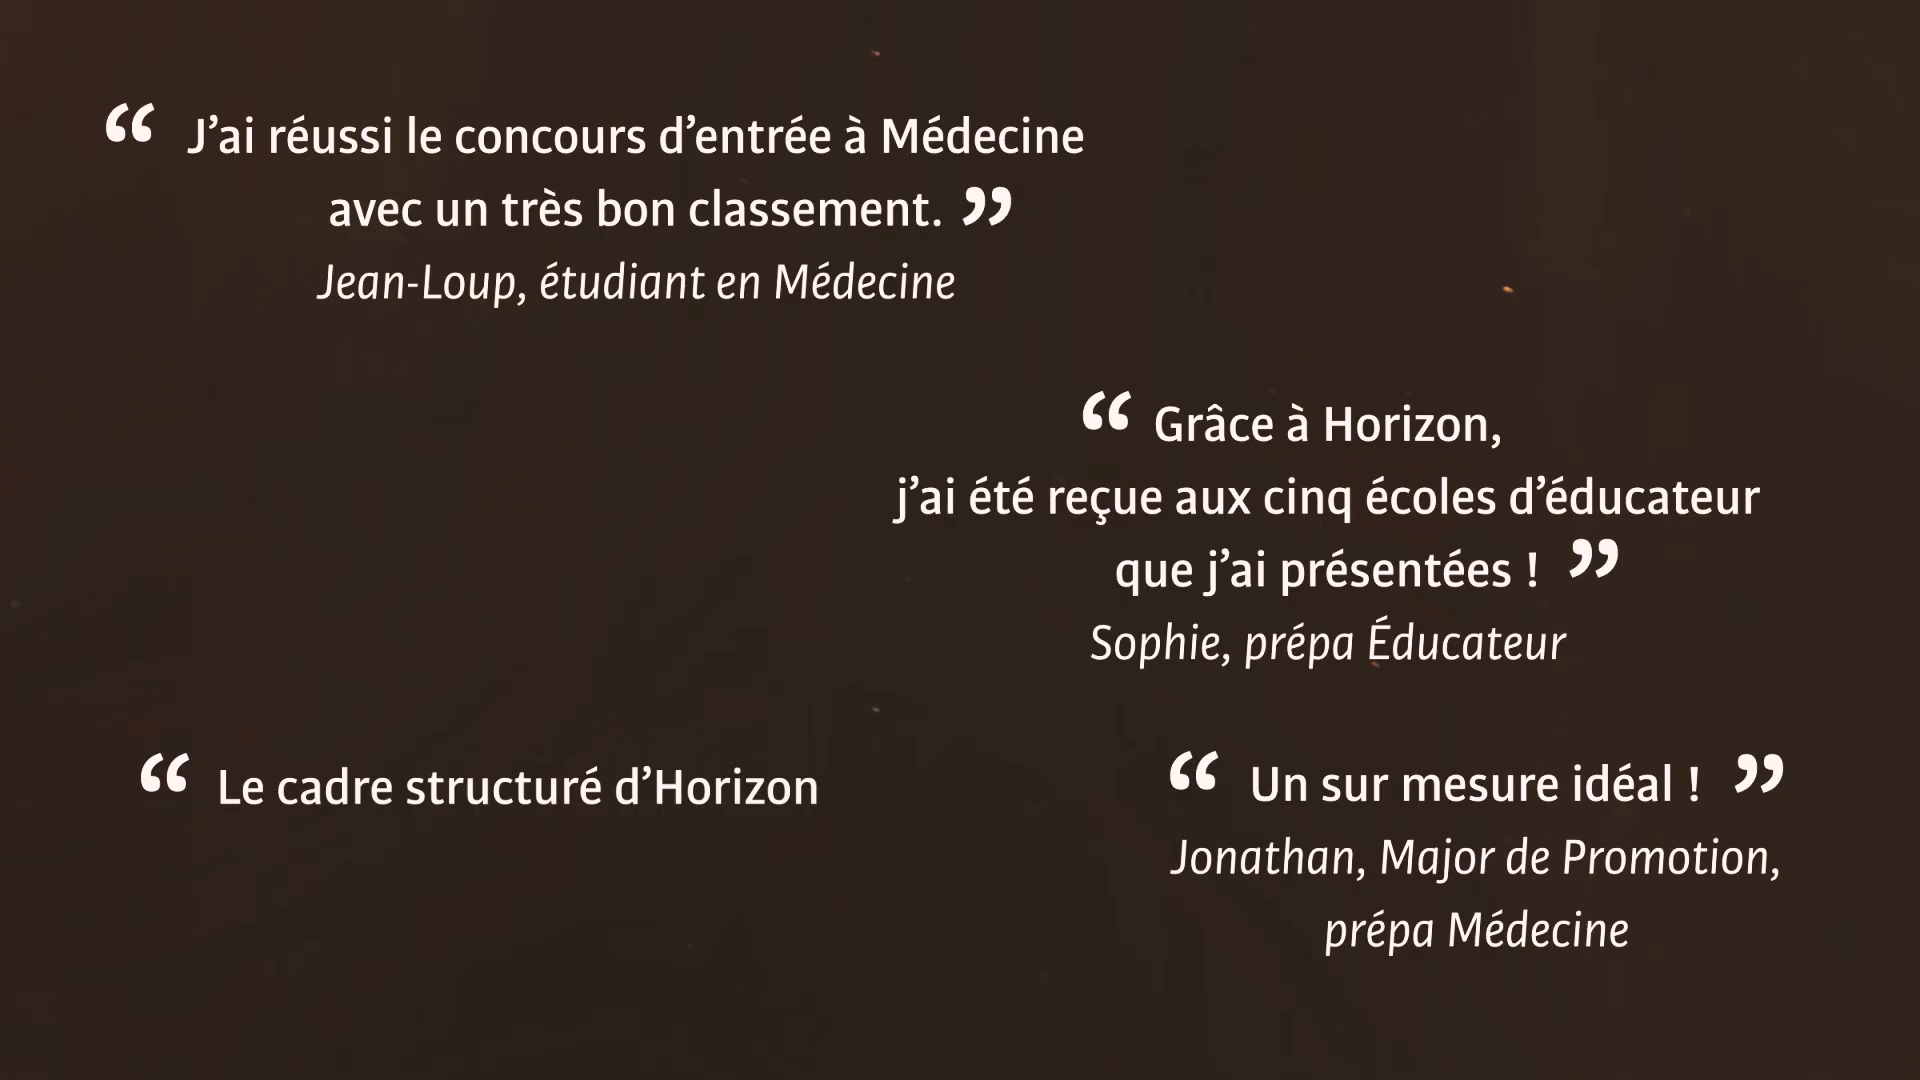 “ J’ai réussi le concours d’entrée à Médecine
avec un très bon classement. ”
Jean-Loup, étudiant en Médecine
“ Grâce à Horizon,
j’ai été reçue aux cinq écoles d’éducateur
que j’ai présentées ! ”
Sophie, prépa Éducateur
“ Le cadre structuré d’Horizon
“ Un sur mesure idéal ! ”
Jonathan, Major de Promotion,
prépa Médecine